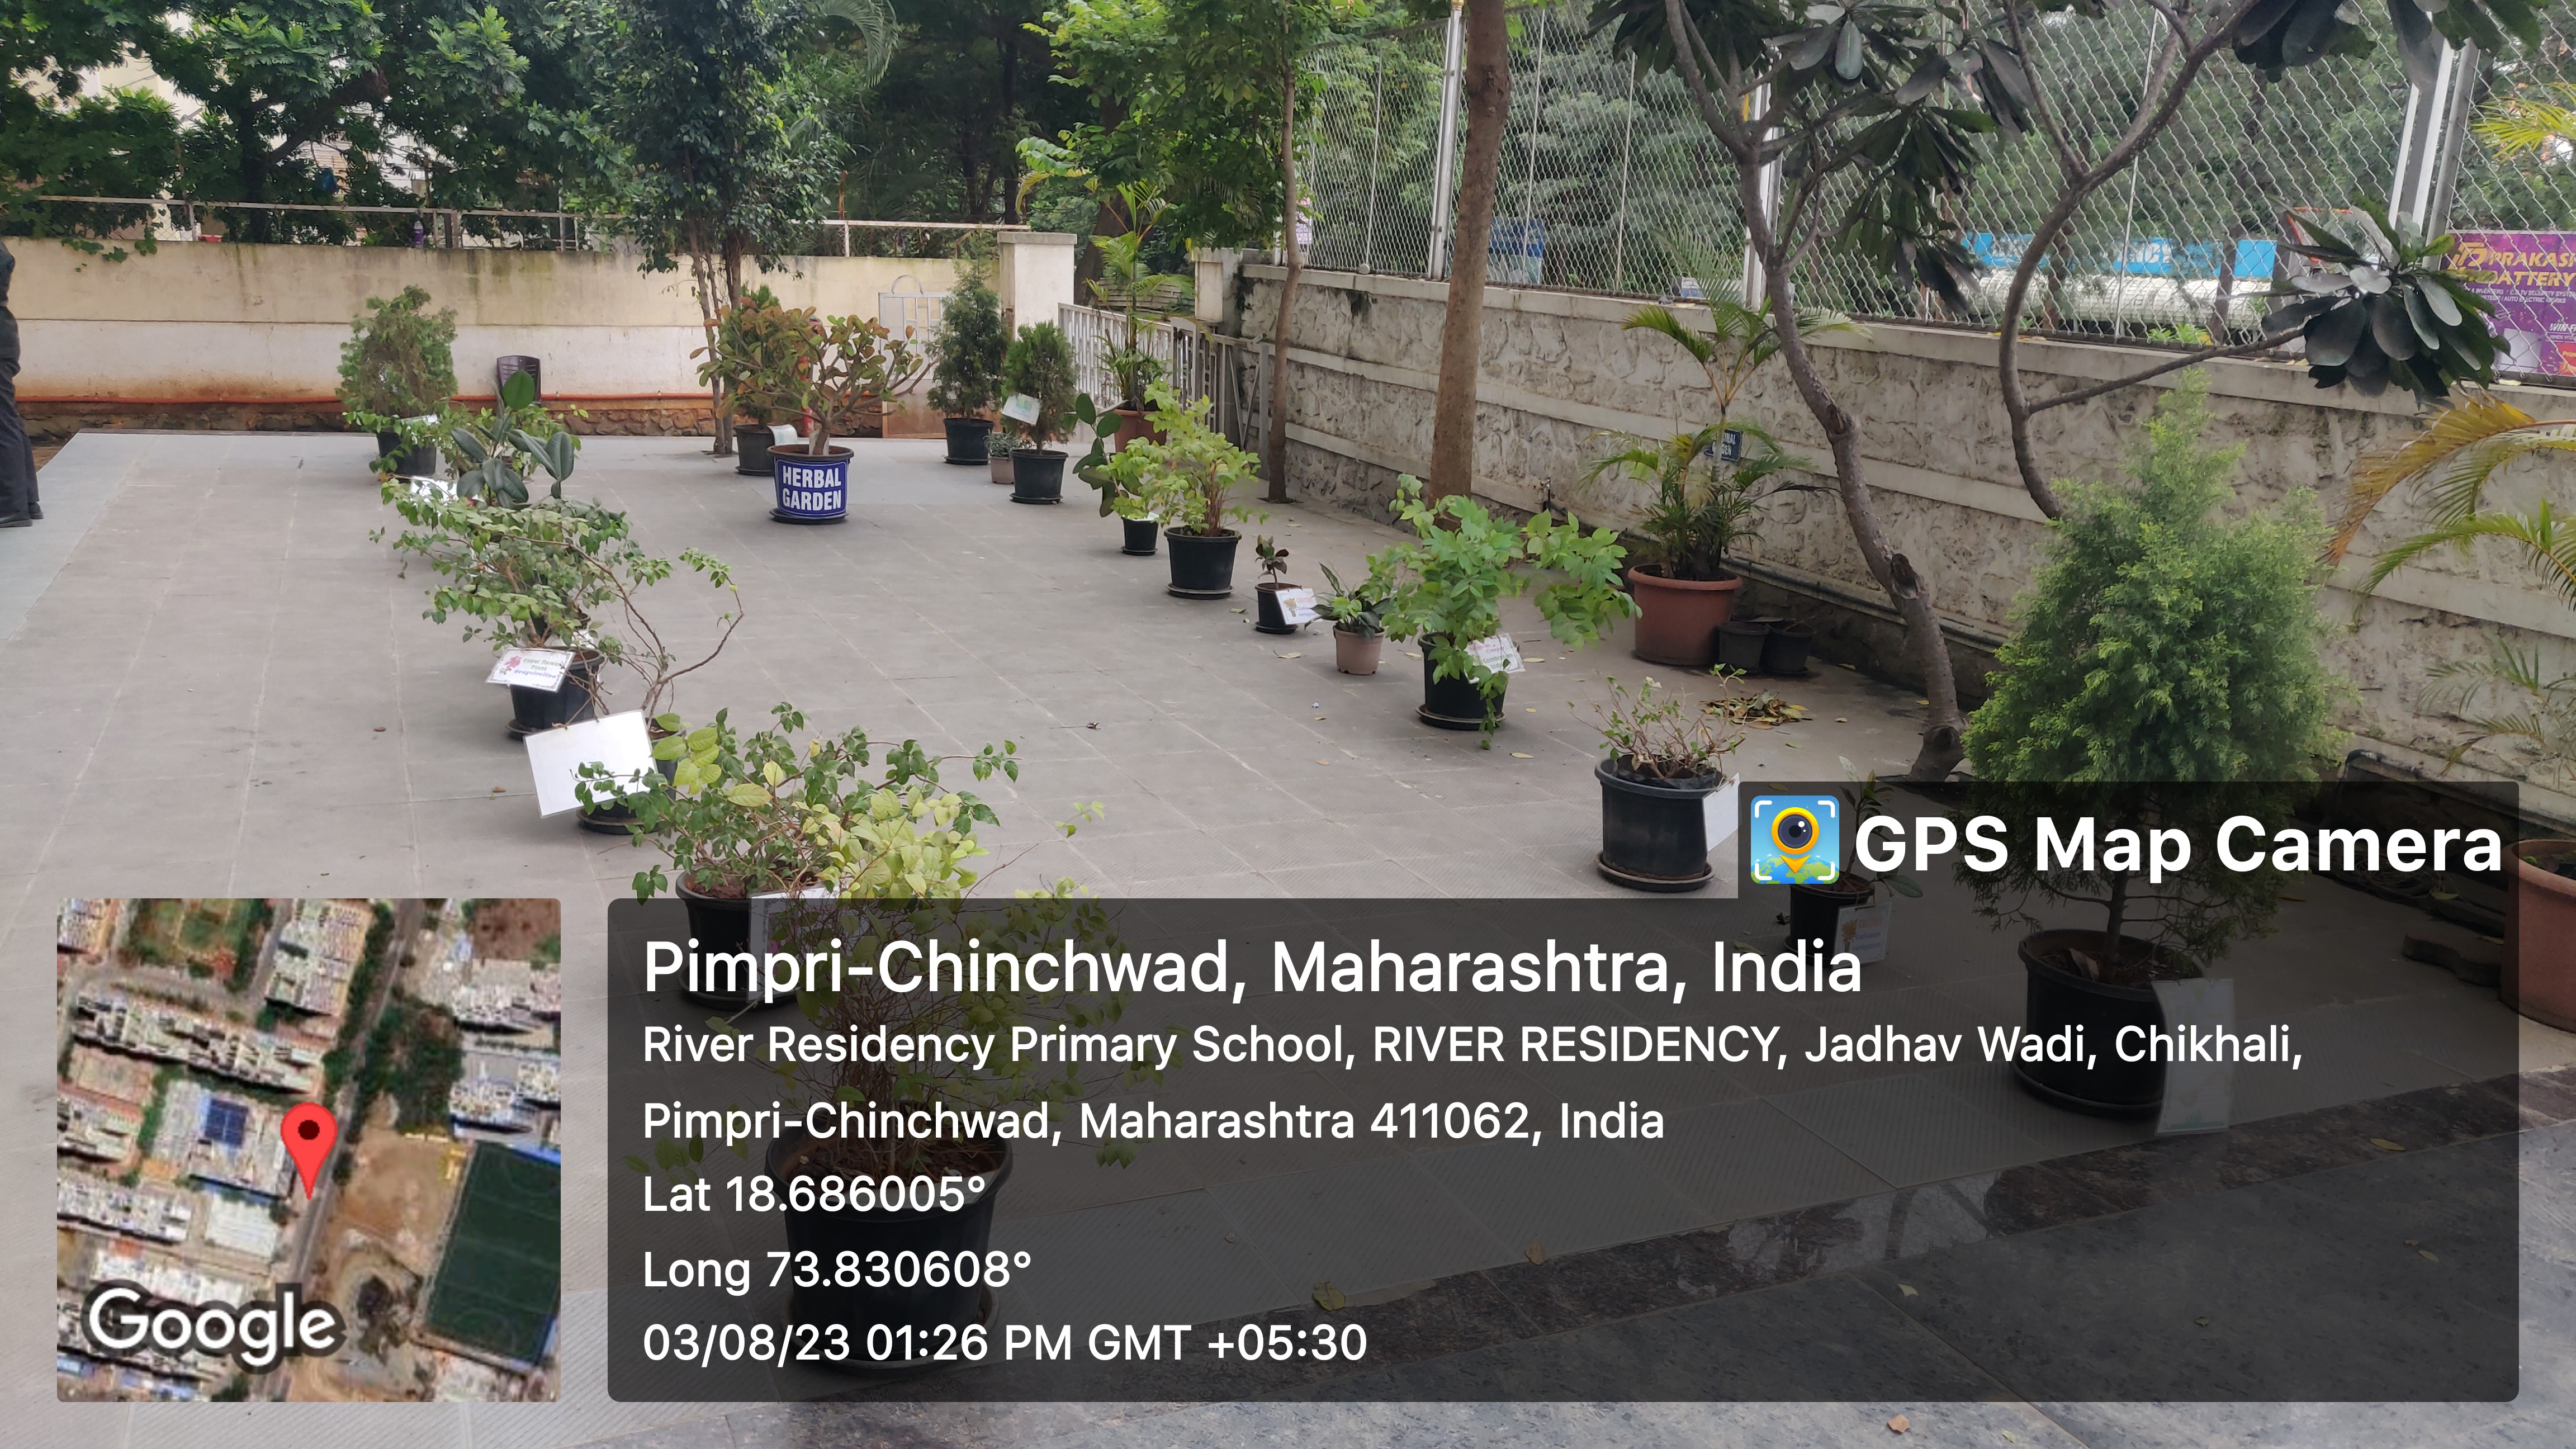 PRAKASH
BATTERY
HERBAL
GARDEN
GPS Map Camera
Pimpri-Chinchwad, Maharashtra, India
River Residency Primary School, RIVER RESIDENCY, Jadhav Wadi, Chikhali,
Pimpri-Chinchwad, Maharashtra 411062, India
Lat 18.686005°
Long 73.830608°
03/08/23 01:26 PM GMT +05:30
Google